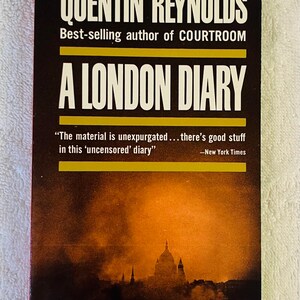 QUENTIN REYNOLDS
Best-selling author of COURTROOM
A LONDON DIARY
"The material is unexpurgated...there's good stuff
in this 'uncensored' diary"
—New York Times